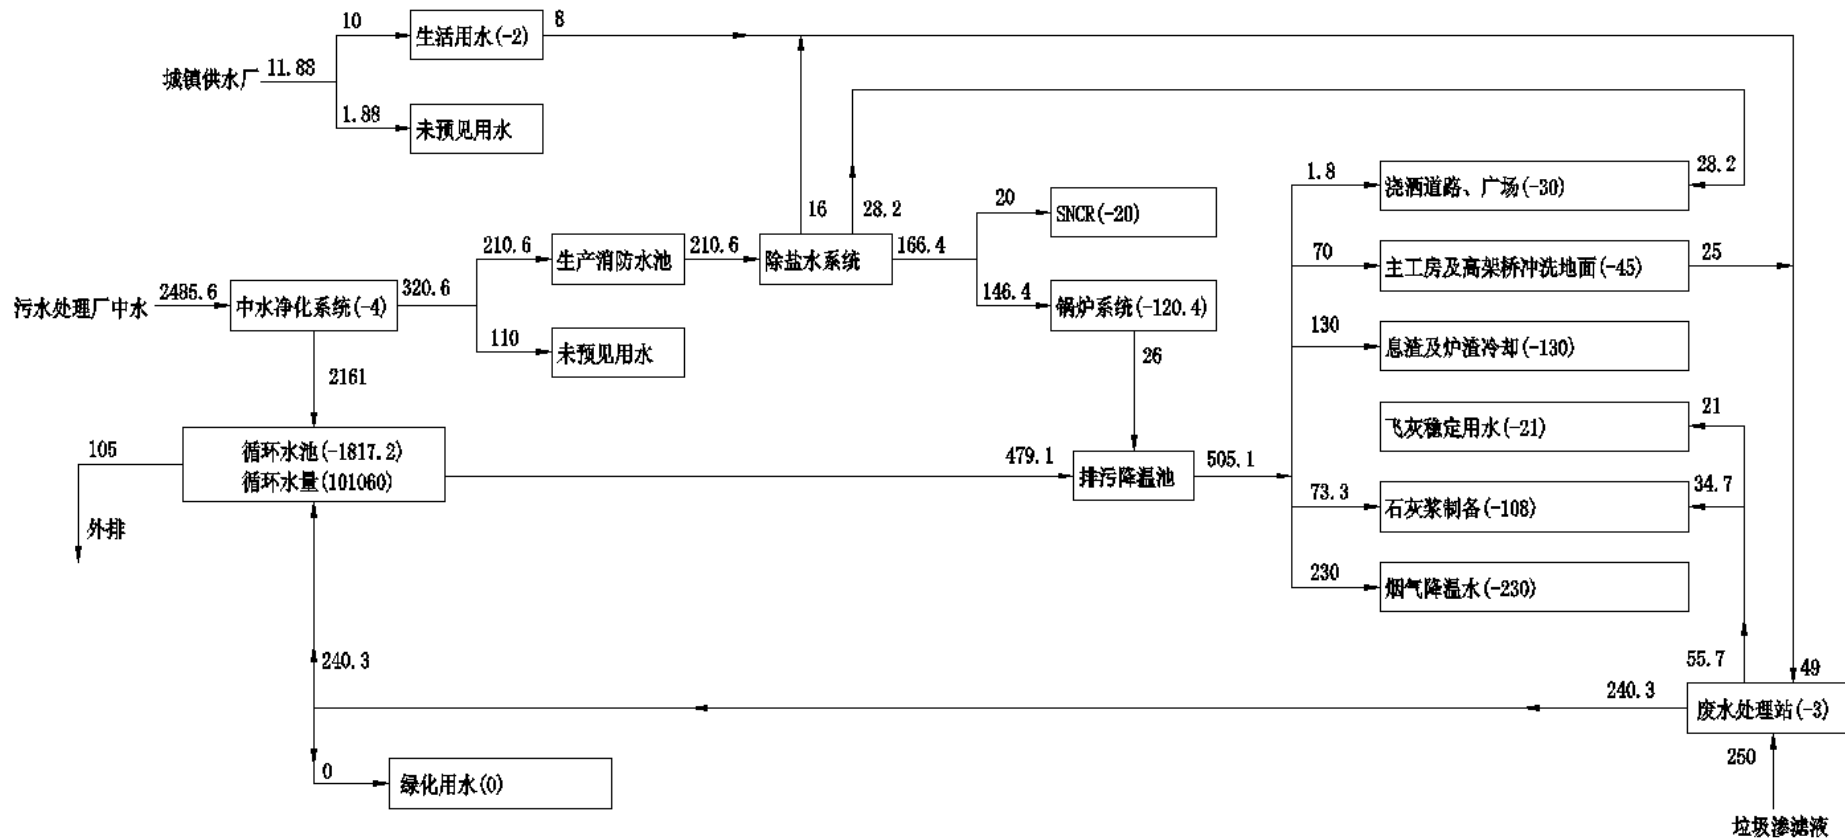 10
生活用水(-2)
8
城镇供水厂
11.88
1.88
未预见用水
1.8
浇洒道路、广场(-30)
28.2
16
28.2
20
SNCR(-20)
210.6
生产消防水池
210.6
除盐水系统
166.4
70
主工房及高架桥冲洗地面(-45)
25
污水处理厂中水
2485.6
中水净化系统(-4)
320.6
146.4
锅炉系统(-120.4)
110
未预见用水
130
息渣及炉渣冷却(-130)
2161
26
飞灰稳定用水(-21)
21
105
循环水池(-1817.2)
循环水量(101060)
479.1
排污降温池
505.1
73.3
石灰浆制备(-108)
34.7
外排
230
烟气降温水(-230)
240.3
55.7
49
240.3
废水处理站(-3)
0
绿化用水(0)
250
垃圾渗滤液